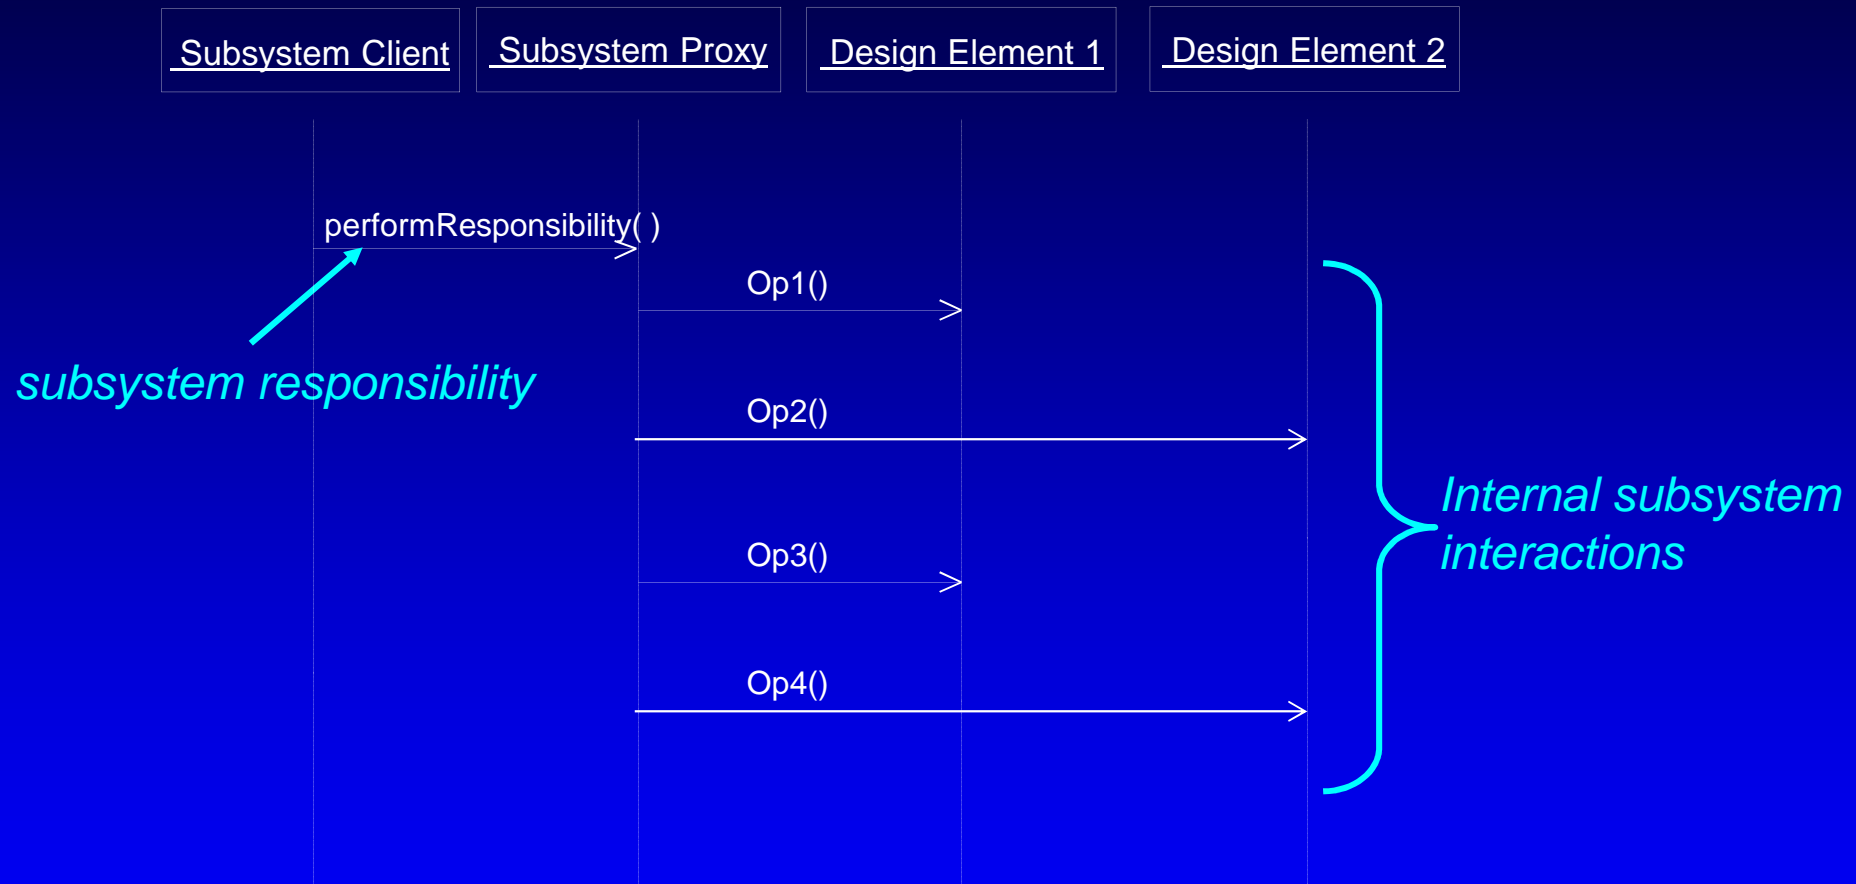 Subsystem Client
Subsystem Proxy
Design Element 1
Design Element 2
performResponsibility( )
Op1()
subsystem responsibility
Op2()
Internal subsystem
interactions
Op3()
Op4()